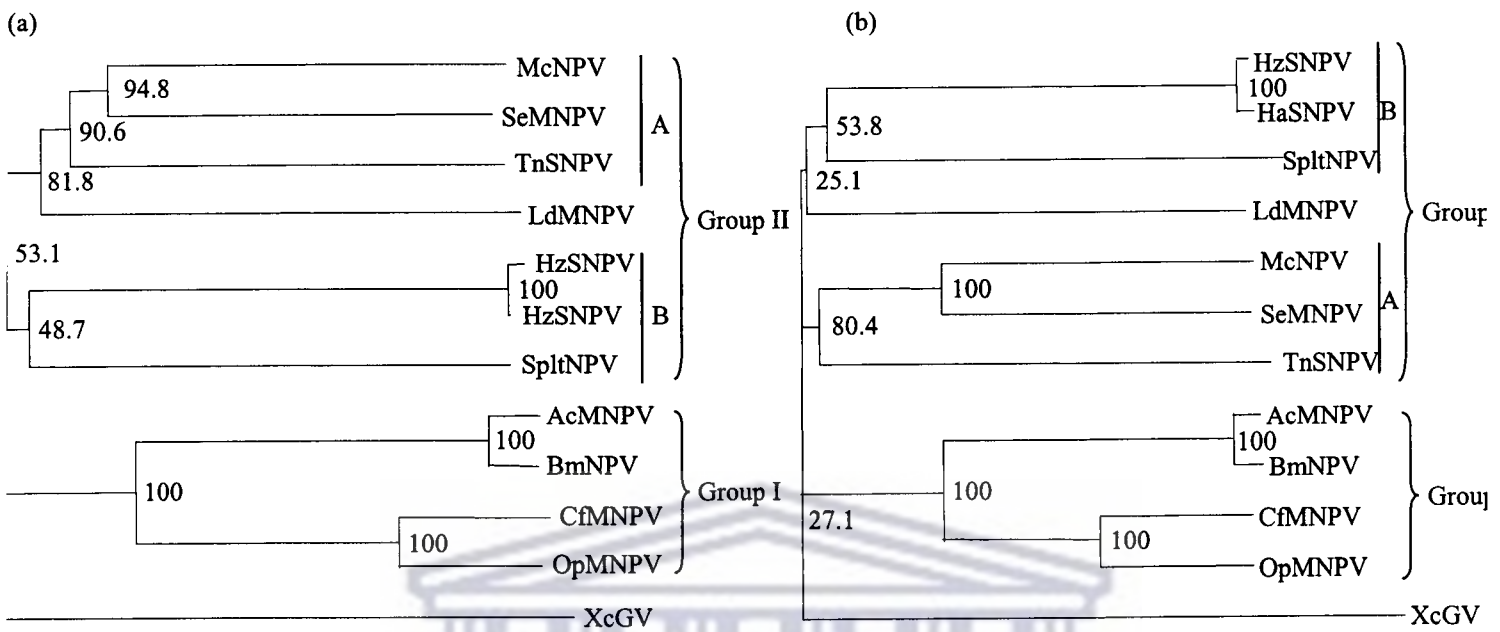 (a)
McNPV
94.8
SeMNPV
A
90.6
TnSNPV
81.8
LdMNPV
Group II
53.1
HzSNPV
100
HzSNPV
B
48.7
SpltNPV
AcMNPV
100
BmNPV
100
Group I
CfMNPV
100
OpMNPV
XcGV
(b)
HzSNPV
100
HaSNPV
B
53.8
SpltNPV
25.1
LdMNPV
Group
McNPV
100
A
SeMNPV
80.4
TnSNPV
AcMNPV
100
BmNPV
100
Group
27.1
CfMNPV
100
OpMNPV
XcGV